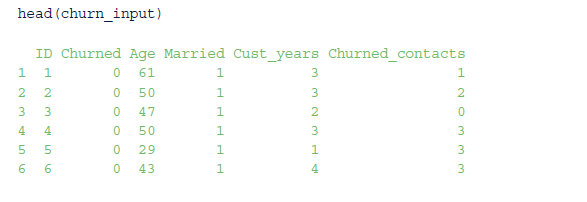 head(churn_input)
ID Churned Age Married Cust_years Churned_contacts
1 1 0 61 1 3 1
2 2 0 50 1 3 2
3 3 0 47 1 2 0
4 4 0 50 1 3 3
5 5 0 29 1 1 3
6 6 0 43 1 4 3